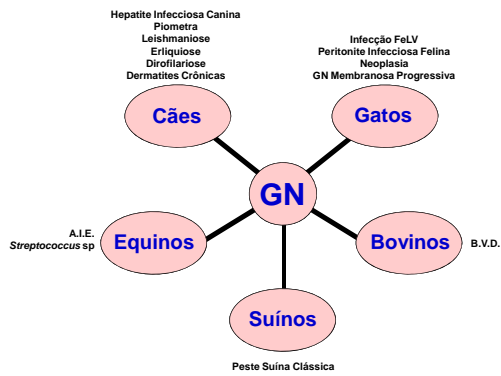 Hepatite Infecciosa Canina
Piometra
Leishmaniose
Erliquiose
Dirofilariose
Dermatites Crônicas
Infecção FeLV
Peritonite Infecciosa Felina
Neoplasia
GN Membranosa Progressiva
Cães
Gatos
GN
A.I.E.
Streptococcus sp
Equinos
Bovinos
B.V.D.
Suínos
Peste Suína Clássica